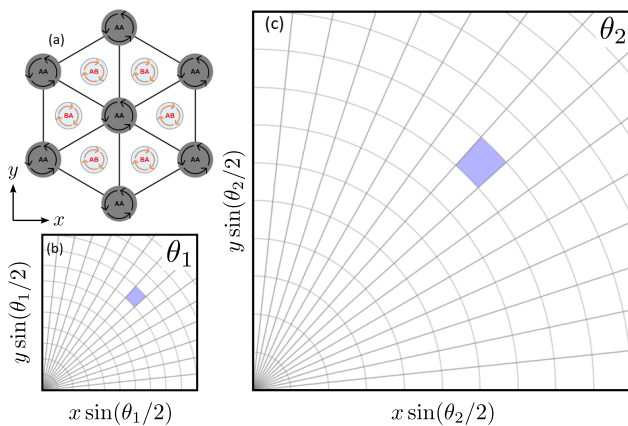 (a)
AA
AA AB BA AA
BA AA AB
AA AB BA AA
AA
y
x
(b)
θ₁
y sin(θ₁/2)
x sin(θ₁/2)
(c)
θ₂
y sin(θ₂/2)
x sin(θ₂/2)